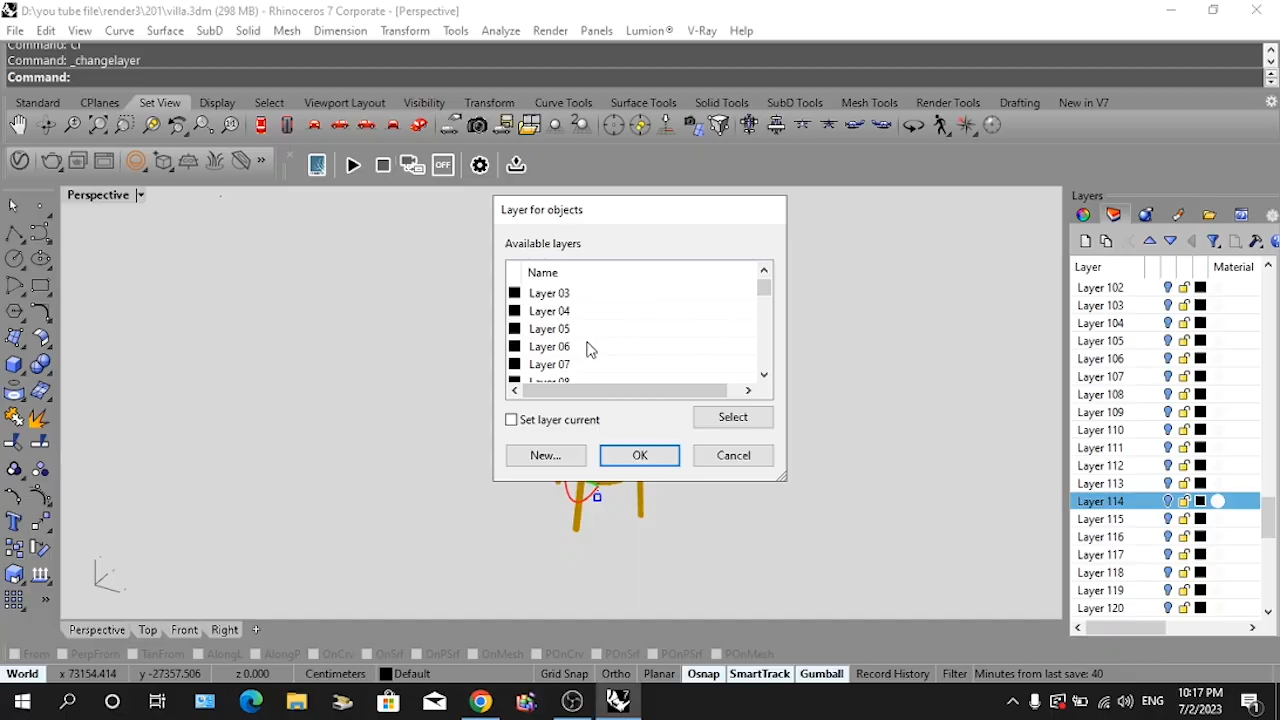 D:\you tube file\render3\201\villa.3dm (298 MB) - Rhinoceros 7 Corporate - [Perspective]
File Edit View Curve Surface SubD Solid Mesh Dimension Transform Tools Analyze Render Panels Lumion® V-Ray Help
Command: _changelayer
Command:
Standard CPlanes Set View Display Select Viewport Layout Visibility Transform Curve Tools Surface Tools Solid Tools SubD Tools Mesh Tools Render Tools Drafting New in V7
OFF
Perspective
Layers
Layer for objects
Available layers
Name
Layer 03
Layer 04
Layer 05
Layer 06
Layer 07
Layer 08
Set layer current
Select
New...
OK
Cancel
Layer Material
Layer 102
Layer 103
Layer 104
Layer 105
Layer 106
Layer 107
Layer 108
Layer 109
Layer 110
Layer 111
Layer 112
Layer 113
Layer 114
Layer 115
Layer 116
Layer 117
Layer 118
Layer 119
Layer 120
Perspective Top Front Right
From PerpFrom TanFrom AlongL AlongP OnCrv OnSrf OnPSrf OnMesh POnCrv POnSrf POnPSrf POnMesh
World x 73154.414 y -27357.506 z 0.000 Centimeters Default Grid Snap Ortho Planar Osnap SmartTrack Gumball Record History Filter Minutes from last save: 40
ENG
10:17 PM
7/2/2023